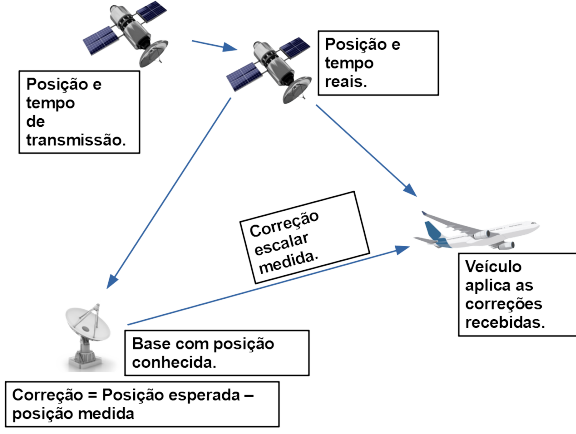 Posição e
tempo
reais.
Posição e
tempo
de
transmissão.
Correção
escalar
medida.
Veículo
aplica as
correções
recebidas.
Base com posição
conhecida.
Correção = Posição esperada –
posição medida